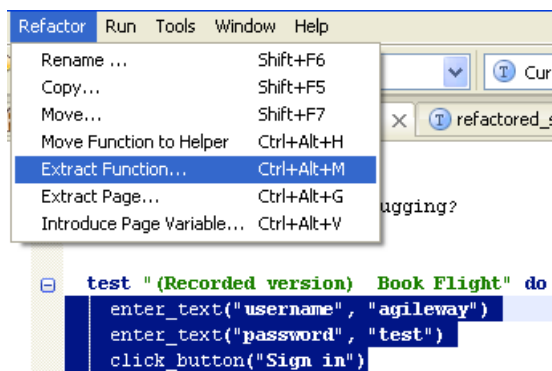 Refactor Run Tools Window Help
Rename ... Shift+F6
Copy... Shift+F5
Move... Shift+F7
Move Function to Helper Ctrl+Alt+H
Extract Function... Ctrl+Alt+M
Extract Page... Ctrl+Alt+G
Introduce Page Variable... Ctrl+Alt+V
T Cur
T refactored_s
ugging?
test "(Recorded version) Book Flight" do
enter_text("username", "agileway")
enter_text("password", "test")
click_button("Sign in")